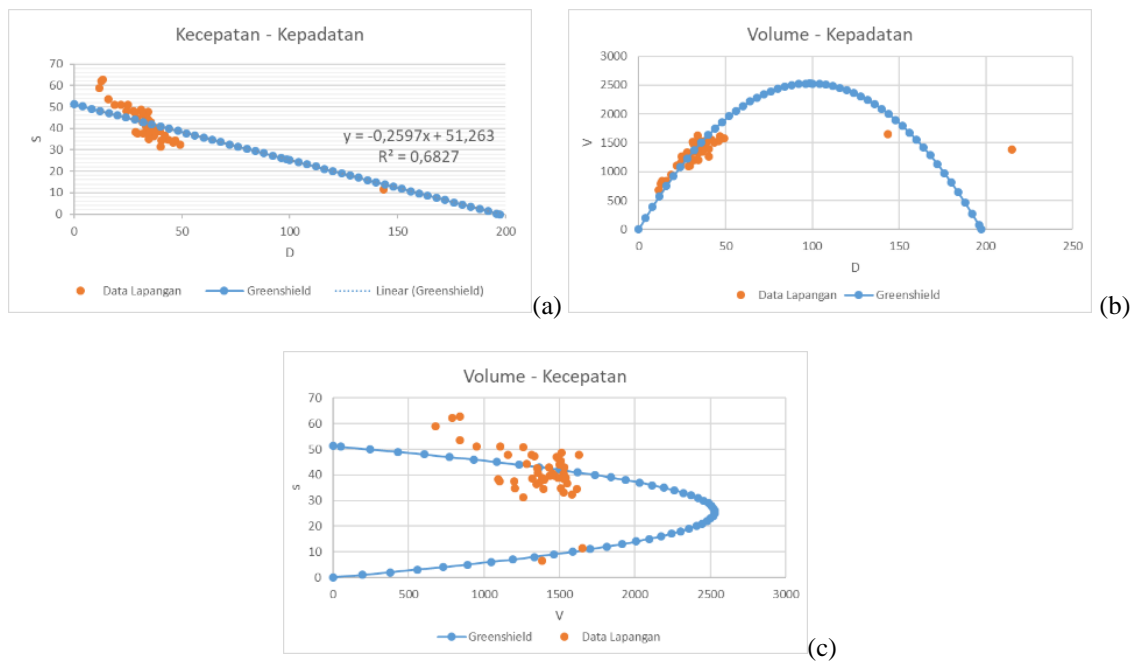 Kecepatan - Kepadatan
70
60
50
40
30
20
10
0
S
y = -0,2597x + 51,263
R² = 0,6827
0 50 100 150 200
D
Data Lapangan Greenshield Linear (Greenshield)
(a)
Volume - Kepadatan
3000
2500
2000
1500
1000
500
0
V
0 50 100 150 200 250
D
Data Lapangan Greenshield
(b)
Volume - Kecepatan
70
60
50
40
30
20
10
0
s
0 500 1000 1500 2000 2500 3000
V
Greenshield Data Lapangan
(c)